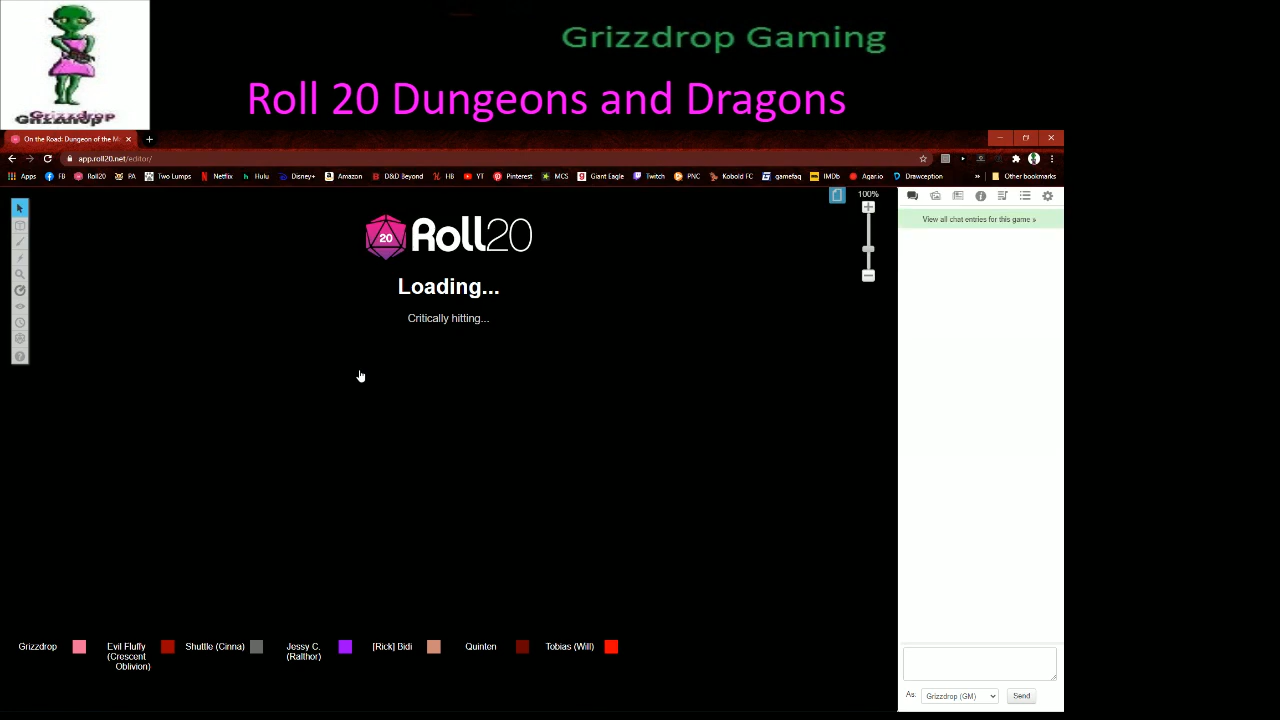 Grizzdrop Gaming
Grizzdrop
Roll 20 Dungeons and Dragons
On the Road: Dungeon of the M
app.roll20.net/editor/
Apps FB Roll20 PA Two Lumps Netflix Hulu Disney+ Amazon D&D Beyond HB YT Pinterest MCS Giant Eagle Twitch PNC Kobold FC gamefaq IMDb Agar.io Drawception » Other bookmarks
100%
20 Roll20
View all chat entries for this game »
Loading...
Critically hitting...
Grizzdrop
Evil Fluffy
(Crescent
Oblivion)
Shuttle (Cinna)
Jessy C.
(Ralthor)
[Rick] Bidi
Quinten
Tobias (Will)
As: Grizzdrop (GM) Send